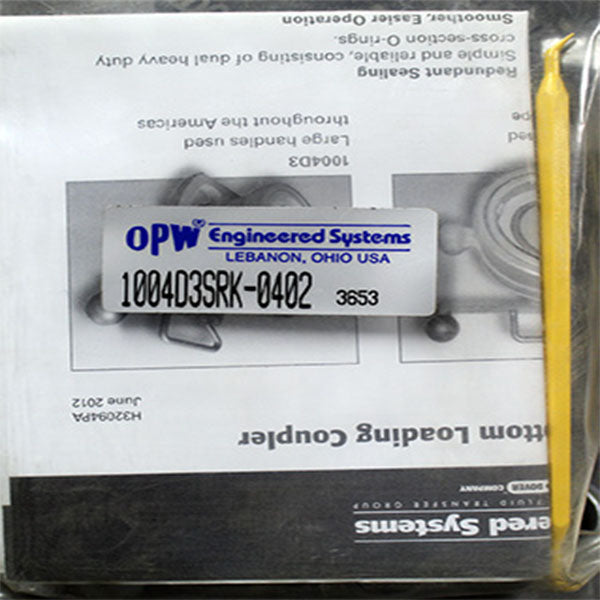 OPW Engineered Systems
LEBANON, OHIO USA
1004D3SRK-0402 3653
ered Systems
FLUID TRANSFER GROUP
DOVER COMPANY
ttom Loading Coupler
H32094PA
June 2012
1004D3
Large handles used
throughout the Americas
Redundant Sealing
Simple and reliable, consisting of dual heavy duty
cross-section O-rings.
Smoother, Easier Operation